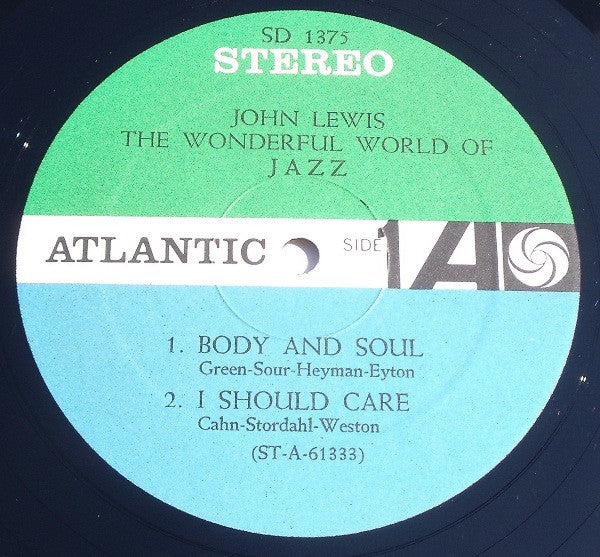 SD 1375
STEREO
JOHN LEWIS
THE WONDERFUL WORLD OF
JAZZ
ATLANTIC SIDE 1 A
1. BODY AND SOUL
Green-Sour-Heyman-Eyton
2. I SHOULD CARE
Cahn-Stordahl-Weston
(ST-A-61333)